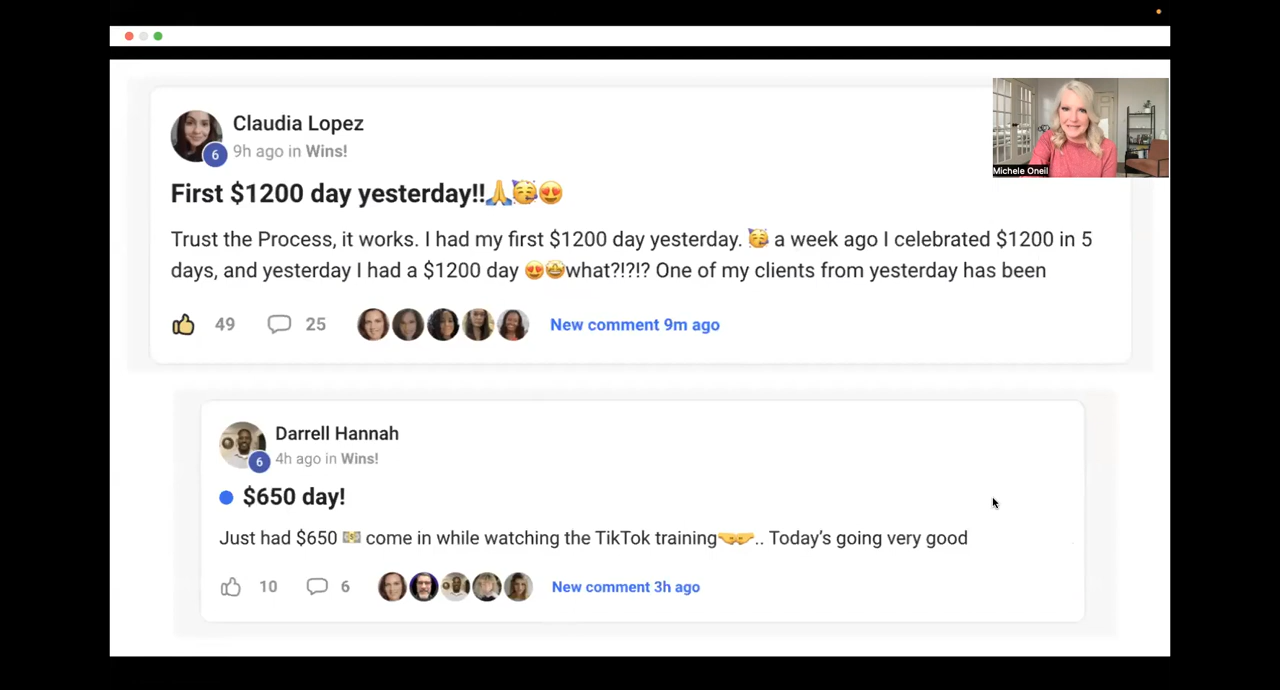 Claudia Lopez
6
9h ago in Wins!
Michele Oneil
First $1200 day yesterday!!🙏🥳😍
Trust the Process, it works. I had my first $1200 day yesterday. 🥳 a week ago I celebrated $1200 in 5
days, and yesterday I had a $1200 day 😍🤩what?!?!? One of my clients from yesterday has been
49 25 New comment 9m ago
Darrell Hannah
6
4h ago in Wins!
$650 day!
Just had $650 💵 come in while watching the TikTok training🤝.. Today's going very good
10 6 New comment 3h ago